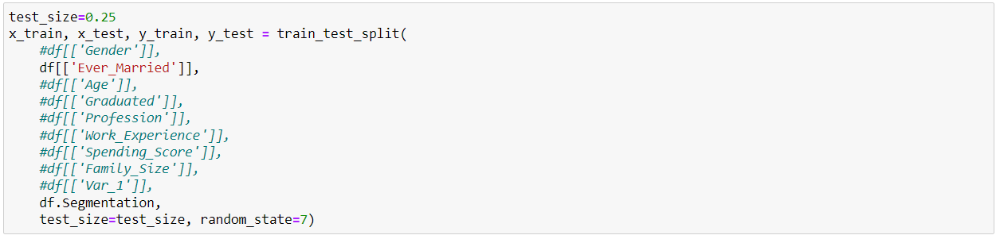 test_size=0.25
x_train, x_test, y_train, y_test = train_test_split(
    #df[['Gender']],
    df[['Ever_Married']],
    #df[['Age']],
    #df[['Graduated']],
    #df[['Profession']],
    #df[['Work_Experience']],
    #df[['Spending_Score']],
    #df[['Family_Size']],
    #df[['Var_1']],
    df.Segmentation,
    test_size=test_size, random_state=7)